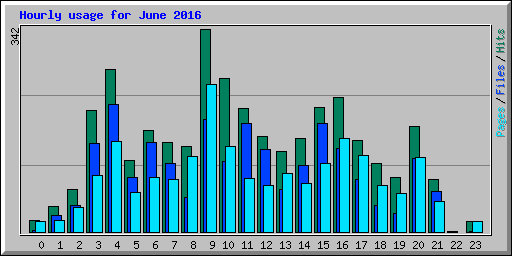 Hourly usage for June 2016
342
Pages/Files/Hits
0 1 2 3 4 5 6 7 8 9 10 11 12 13 14 15 16 17 18 19 20 21 22 23